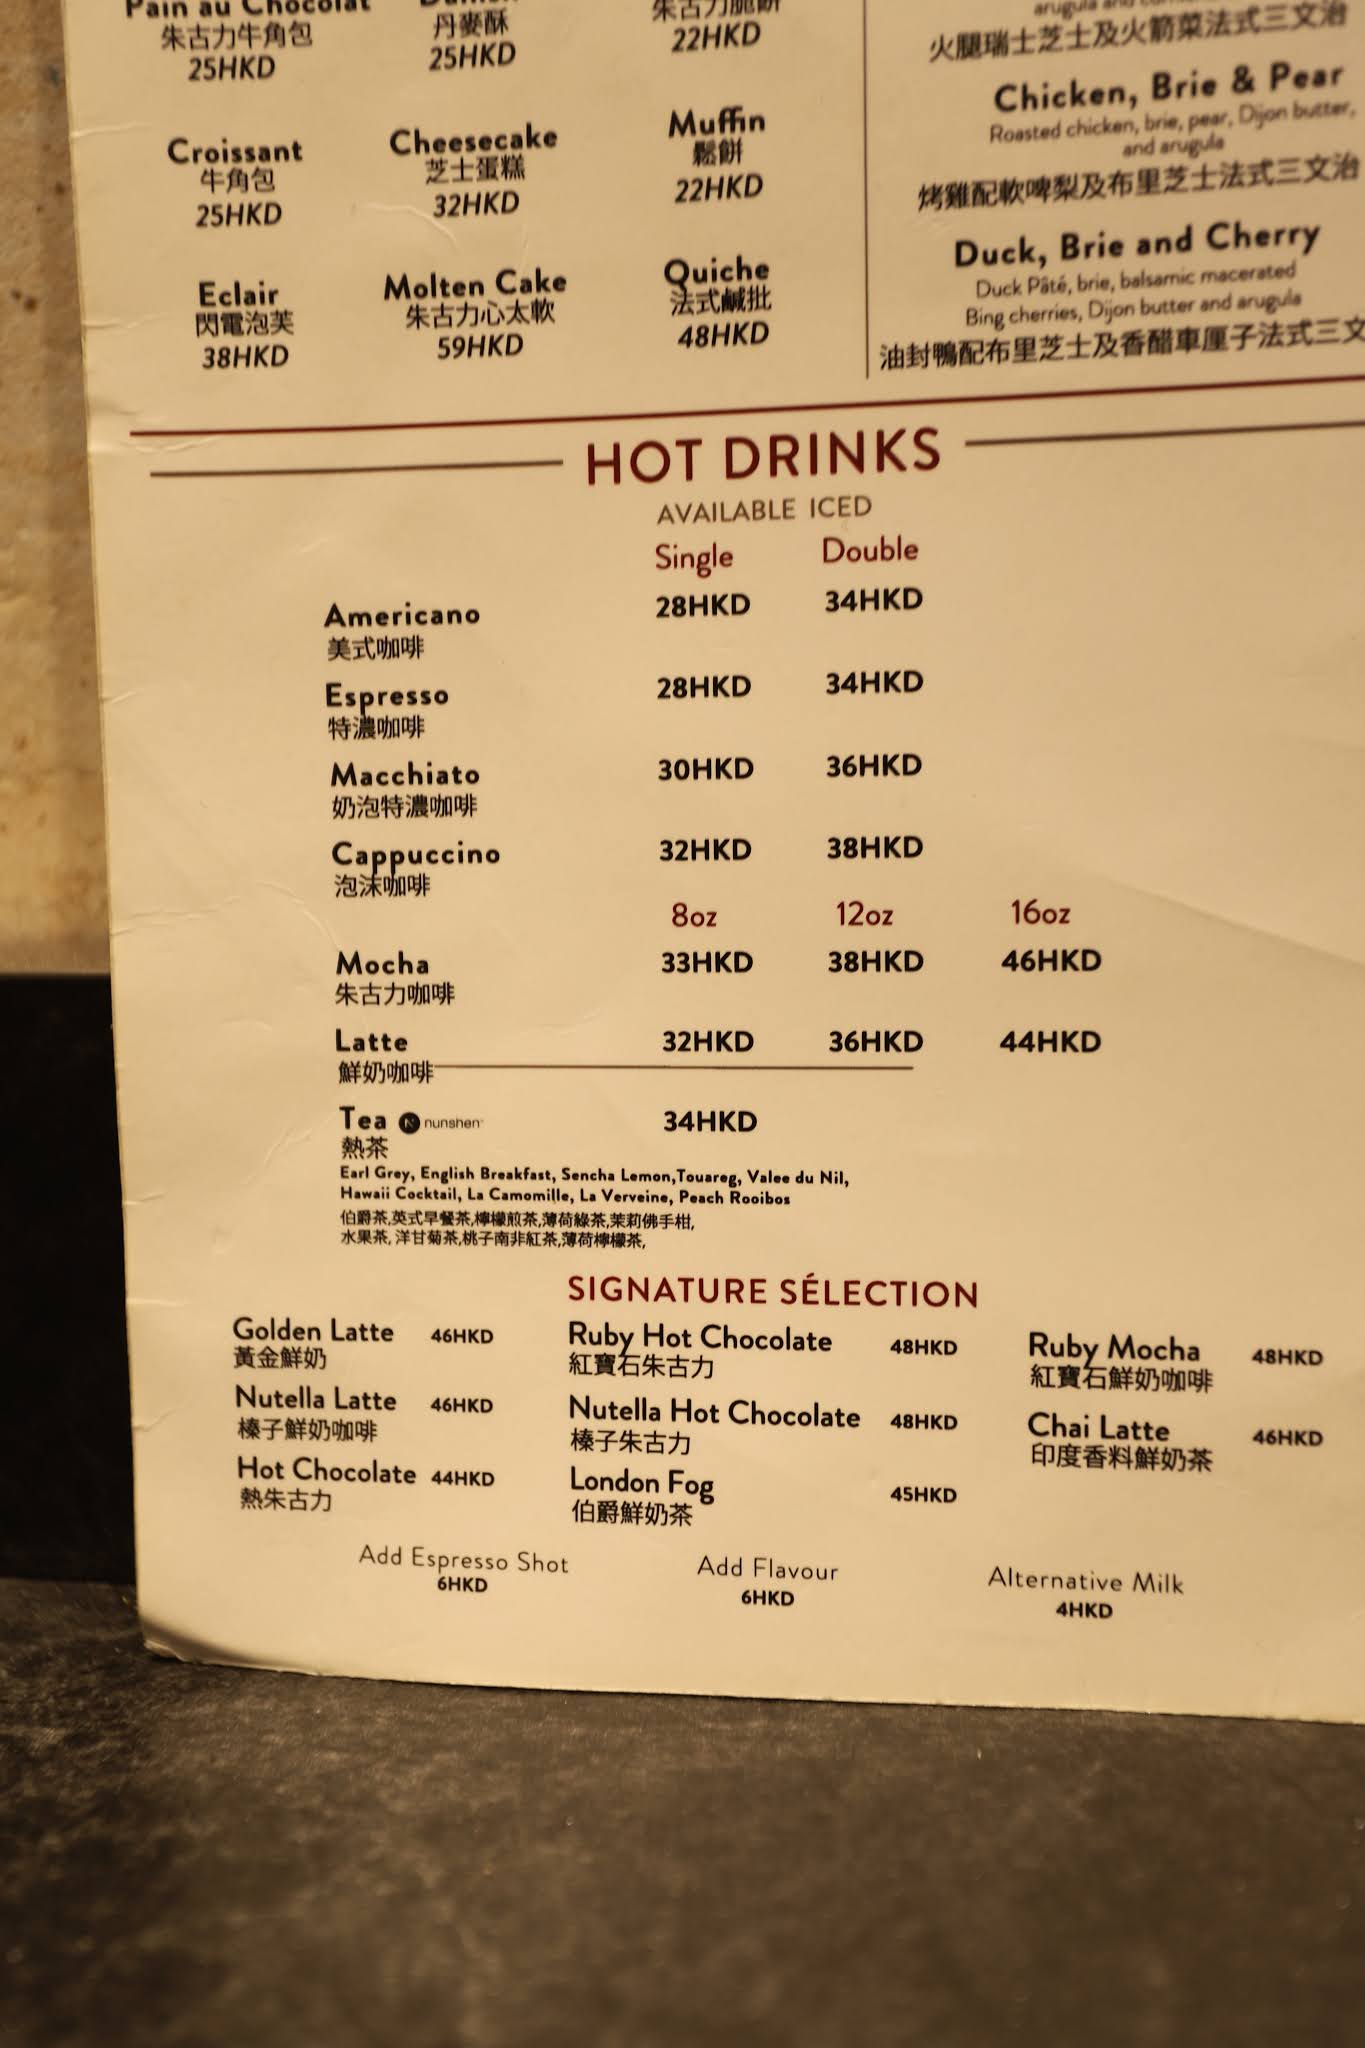 Pain au Chocolat
朱古力牛角包
25HKD
丹麥酥
25HKD
朱古力脆餅
22HKD
Croissant
牛角包
25HKD
Cheesecake
芝士蛋糕
32HKD
Muffin
鬆餅
22HKD
Eclair
閃電泡芙
38HKD
Molten Cake
朱古力心太軟
59HKD
Quiche
法式鹹批
48HKD
arugula and
火腿瑞士芝士及火箭菜法式三文治
Chicken, Brie & Pear
Roasted chicken, brie, pear, Dijon butter,
and arugula
烤雞配軟啤梨及布里芝士法式三文治
Duck, Brie and Cherry
Duck Pâté, brie, balsamic macerated
Bing cherries, Dijon butter and arugula
油封鴨配布里芝士及香醋車厘子法式三文
HOT DRINKS
AVAILABLE ICED
Single Double
Americano 28HKD 34HKD
美式咖啡
Espresso 28HKD 34HKD
特濃咖啡
Macchiato 30HKD 36HKD
奶泡特濃咖啡
Cappuccino 32HKD 38HKD
泡沫咖啡
8oz 12oz 16oz
Mocha 33HKD 38HKD 46HKD
朱古力咖啡
Latte 32HKD 36HKD 44HKD
鮮奶咖啡
Tea N nunshen 34HKD
熱茶
Earl Grey, English Breakfast, Sencha Lemon,Touareg, Valee du Nil,
Hawaii Cocktail, La Camomille, La Verveine, Peach Rooibos
伯爵茶,英式早餐茶,檸檬煎茶,薄荷綠茶,茉莉佛手柑,
水果茶, 洋甘菊茶,桃子南非紅茶,薄荷檸檬茶,
SIGNATURE SÉLECTION
Golden Latte 46HKD
黃金鮮奶
Nutella Latte 46HKD
榛子鮮奶咖啡
Hot Chocolate 44HKD
熱朱古力
Ruby Hot Chocolate 48HKD
紅寶石朱古力
Nutella Hot Chocolate 48HKD
榛子朱古力
London Fog 45HKD
伯爵鮮奶茶
Ruby Mocha 48HKD
紅寶石鮮奶咖啡
Chai Latte 46HKD
印度香料鮮奶茶
Add Espresso Shot
6HKD
Add Flavour
6HKD
Alternative Milk
4HKD